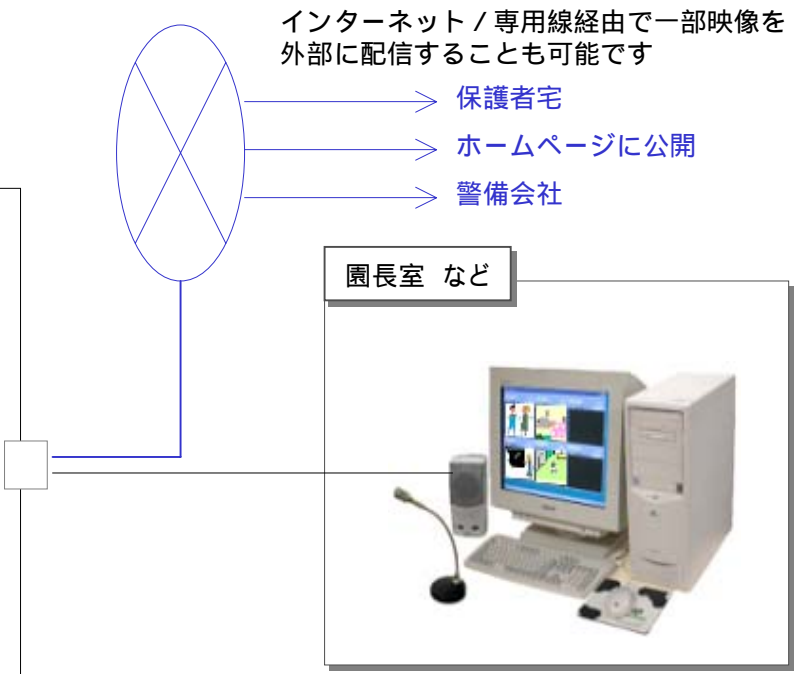 インターネット / 専用線経由で一部映像を
外部に配信することも可能です
保護者宅
ホームページに公開
警備会社
園長室 など